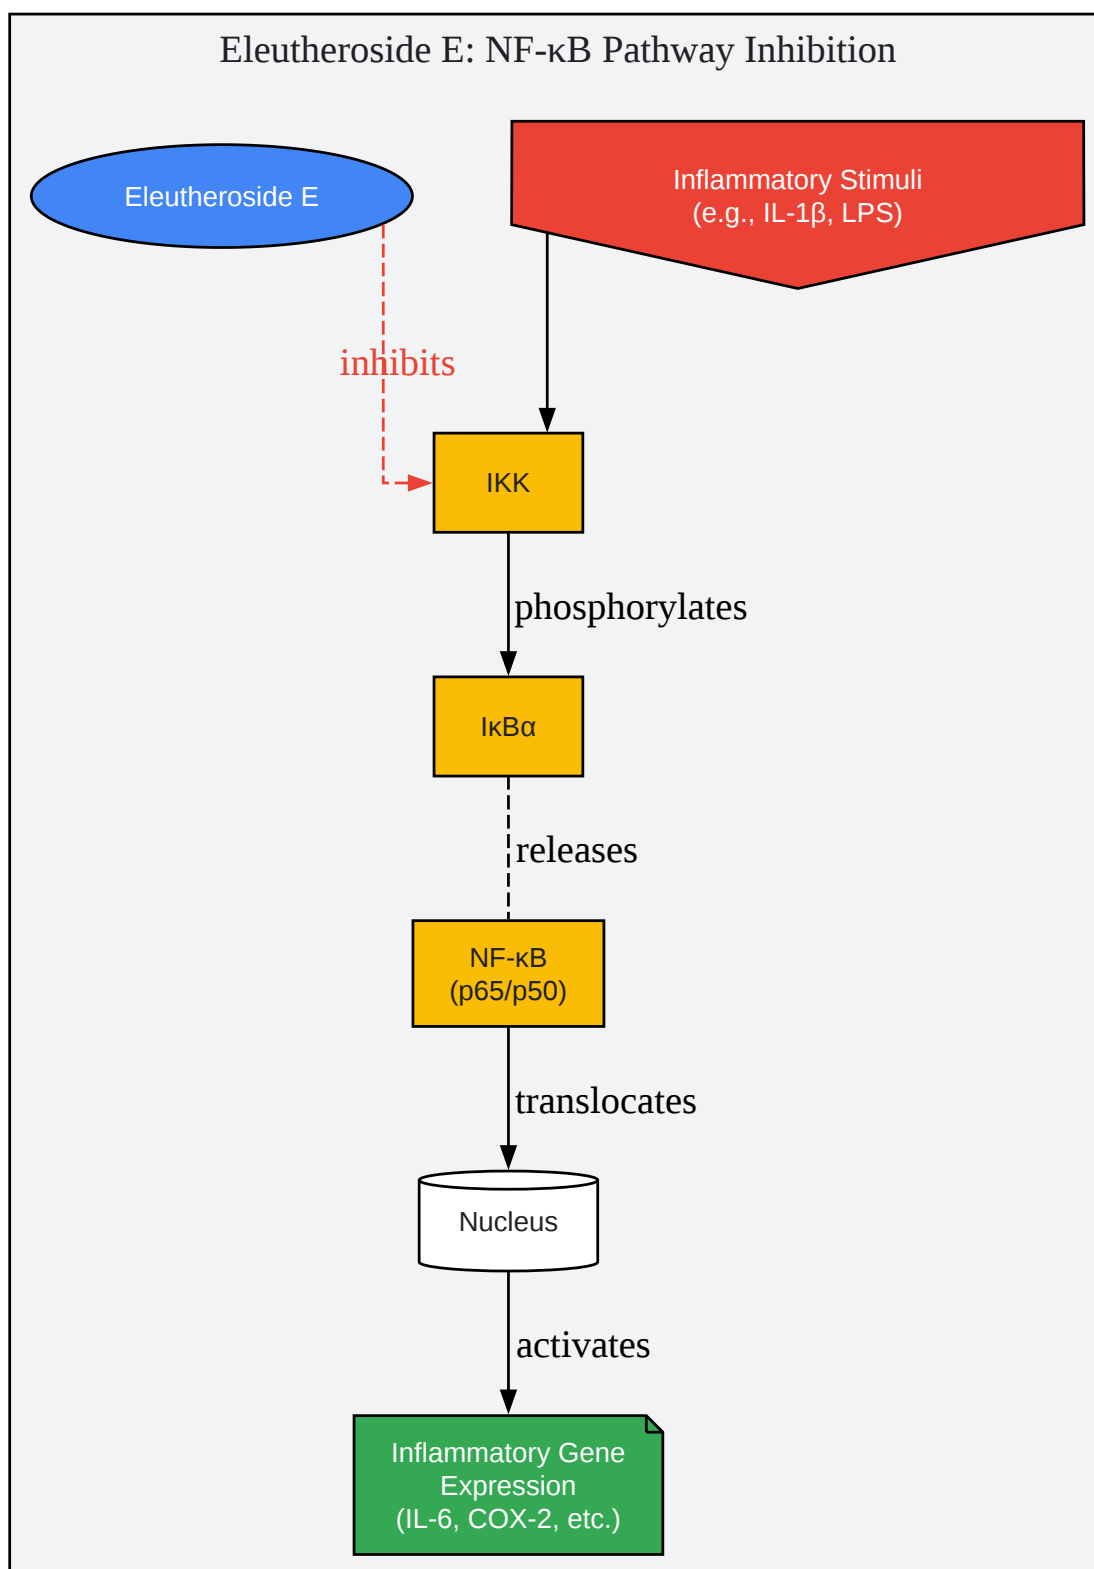 Eleutheroside E: NF-κB Pathway Inhibition
Eleutheroside E
Inflammatory Stimuli
(e.g., IL-1β, LPS)
inhibits
IKK
phosphorylates
IκBα
releases
NF-κB
(p65/p50)
translocates
Nucleus
activates
Inflammatory Gene
Expression
(IL-6, COX-2, etc.)